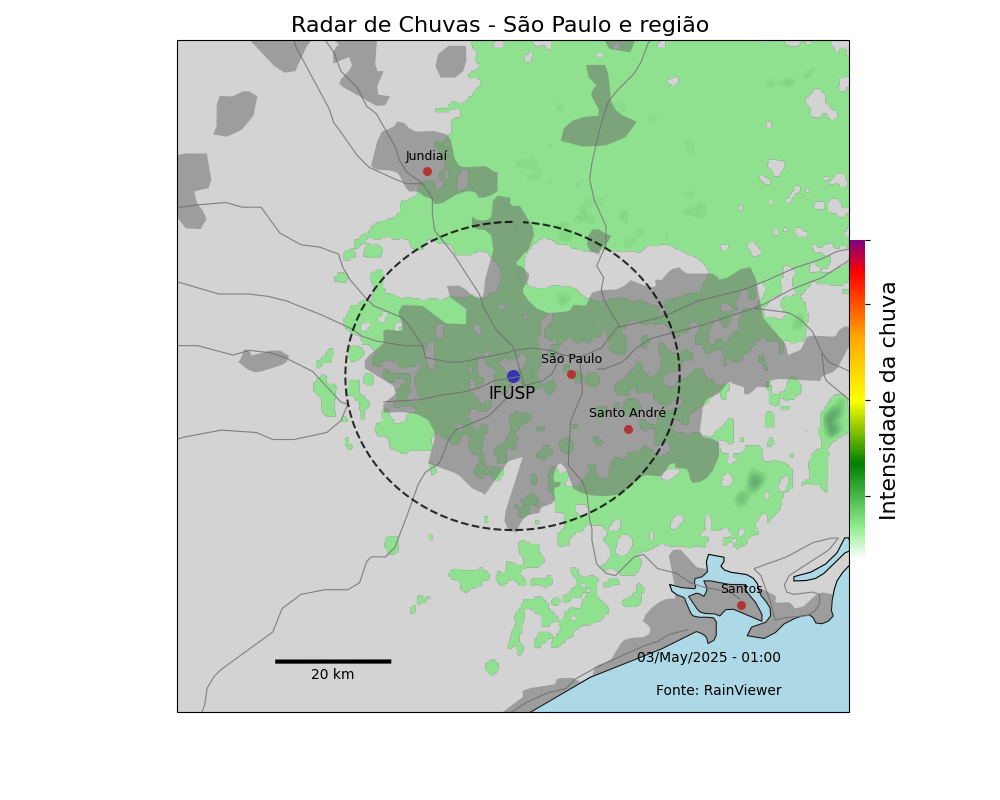 Radar de Chuvas - São Paulo e região
Jundiaí
São Paulo
IFUSP
Santo André
Intensidade da chuva
Santos
20 km
03/May/2025 - 01:00
Fonte: RainViewer